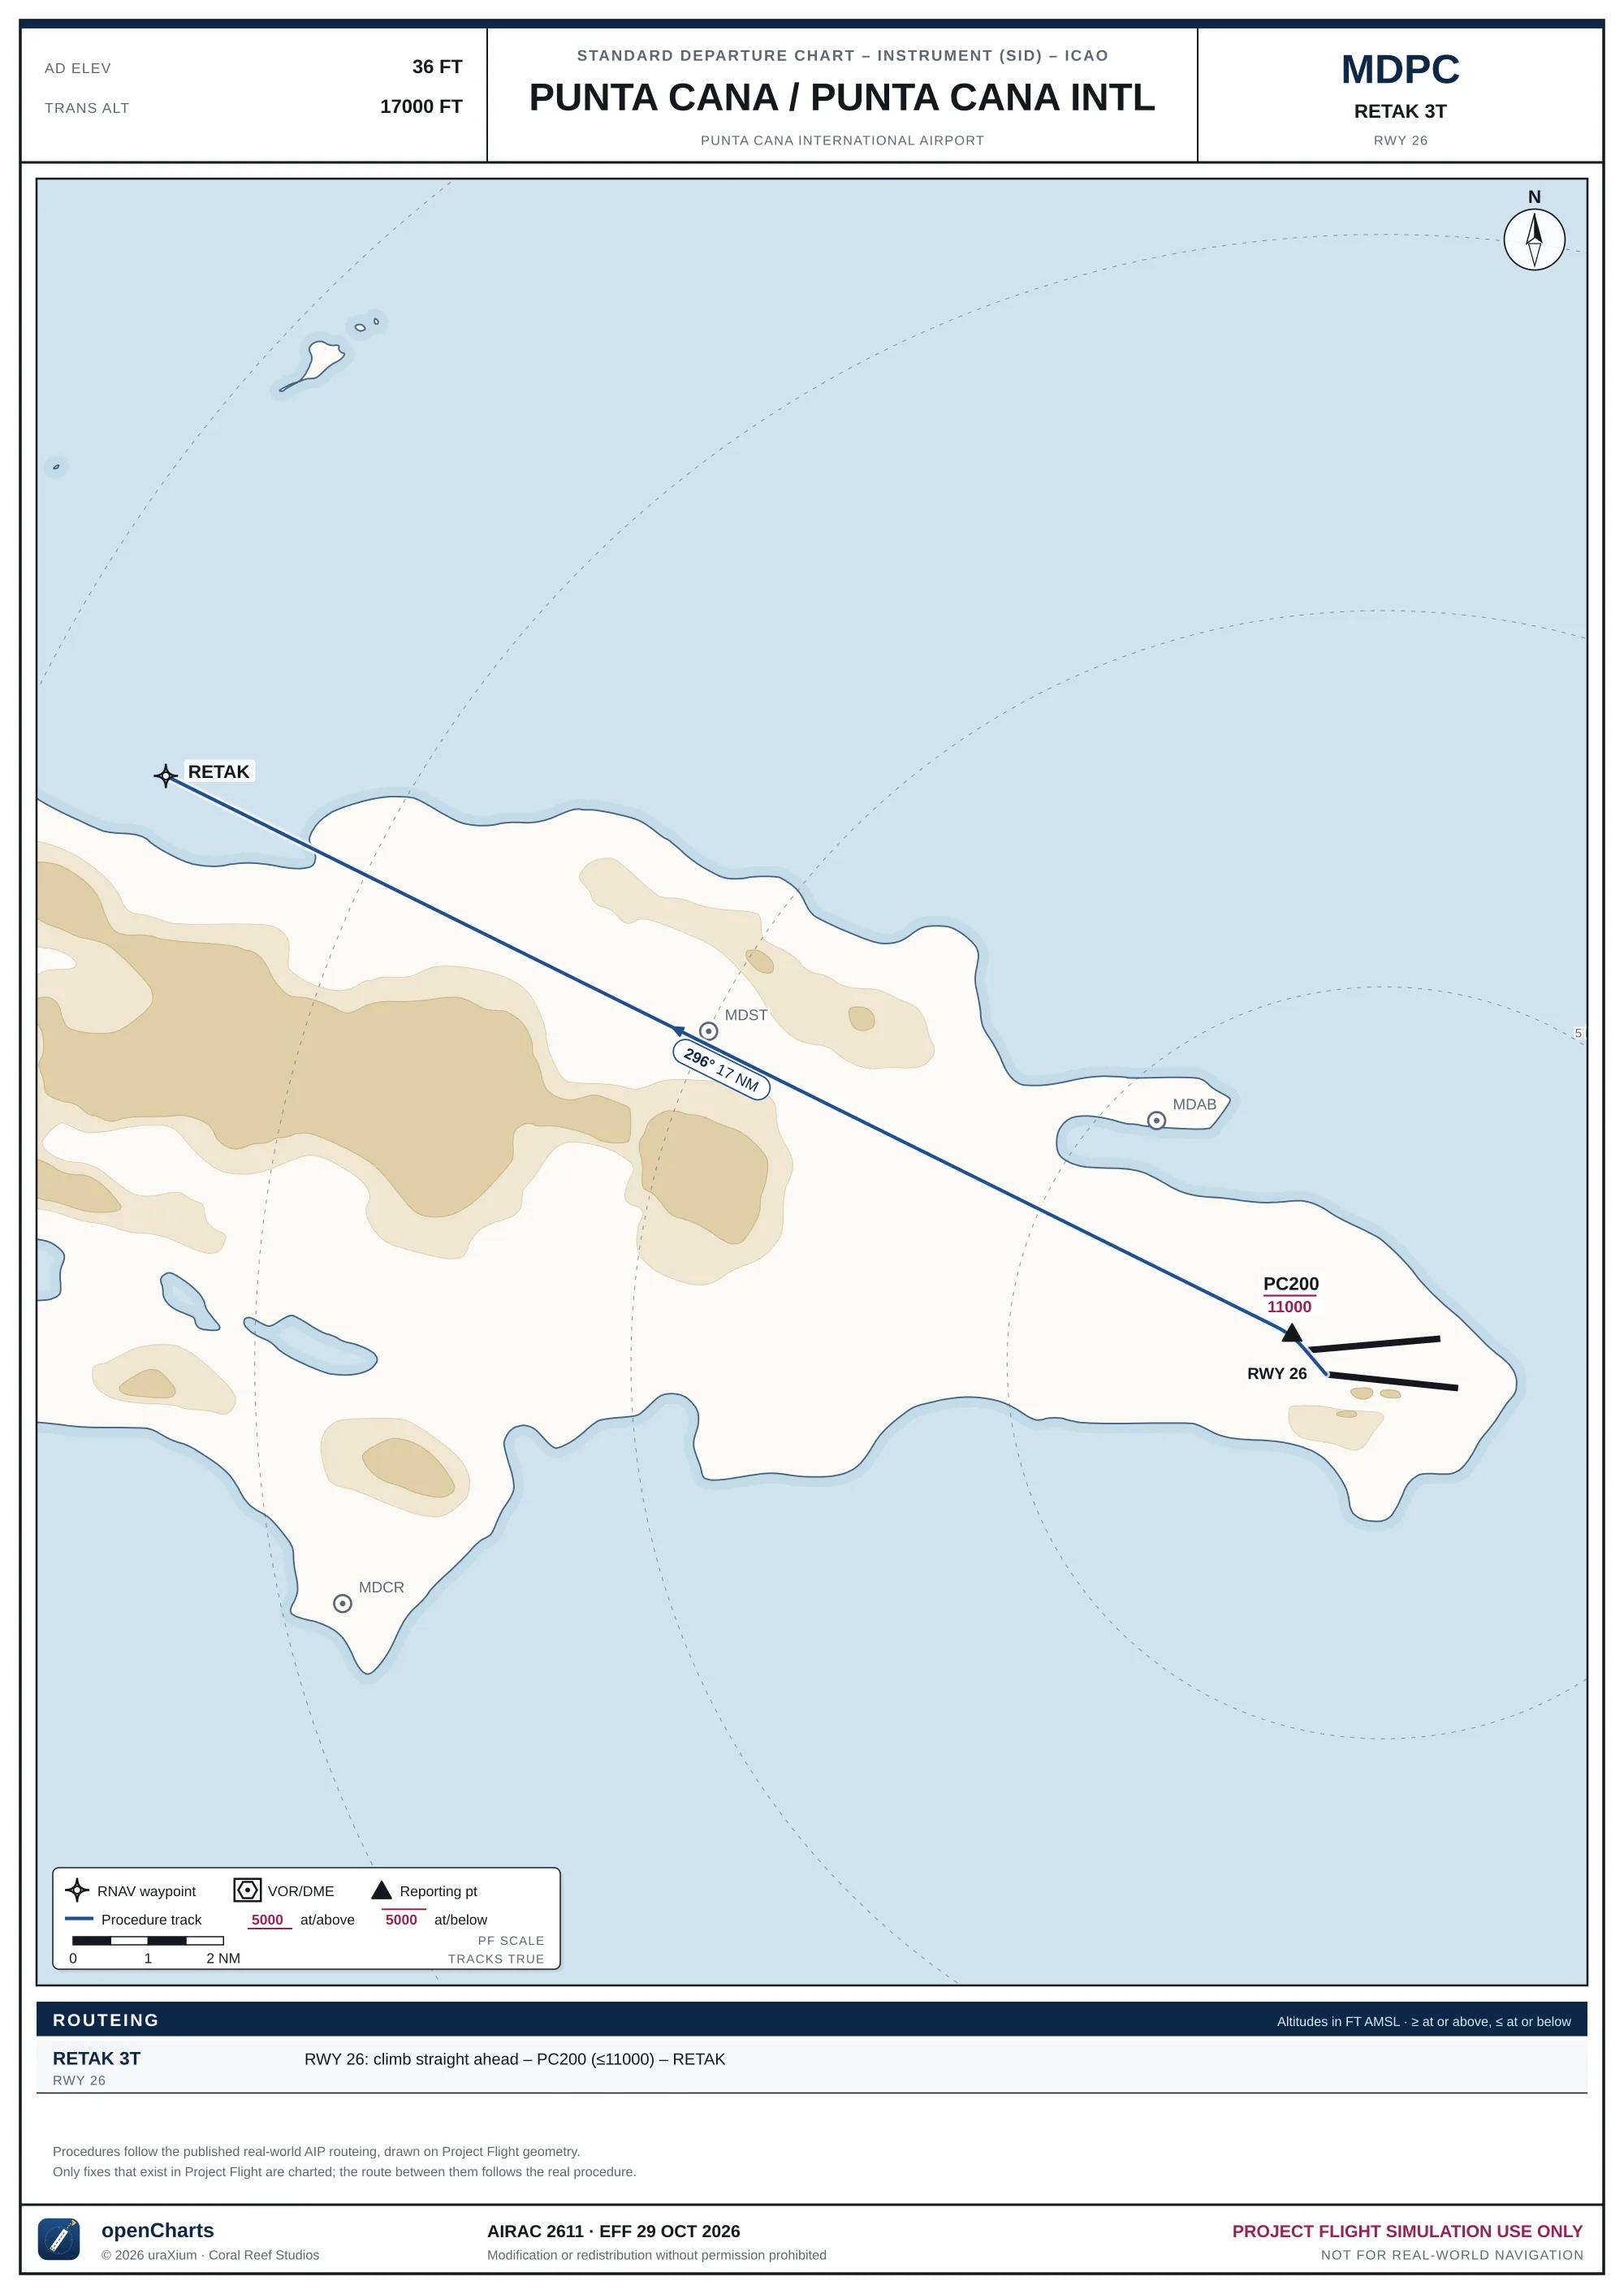 AD ELEV 36 FT
TRANS ALT 17000 FT
STANDARD DEPARTURE CHART – INSTRUMENT (SID) – ICAO
PUNTA CANA / PUNTA CANA INTL
PUNTA CANA INTERNATIONAL AIRPORT
MDPC
RETAK 3T
RWY 26
N
RETAK
MDST
296° 17 NM
5
MDAB
PC200
11000
RWY 26
MDCR
RNAV waypoint VOR/DME Reporting pt
Procedure track 5000 at/above 5000 at/below
PF SCALE
0 1 2 NM TRACKS TRUE
ROUTEING Altitudes in FT AMSL · ≥ at or above, ≤ at or below
RETAK 3T RWY 26: climb straight ahead – PC200 (≤11000) – RETAK
RWY 26
Procedures follow the published real-world AIP routeing, drawn on Project Flight geometry.
Only fixes that exist in Project Flight are charted; the route between them follows the real procedure.
openCharts AIRAC 2611 · EFF 29 OCT 2026 PROJECT FLIGHT SIMULATION USE ONLY
© 2026 uraXium · Coral Reef Studios Modification or redistribution without permission prohibited NOT FOR REAL-WORLD NAVIGATION